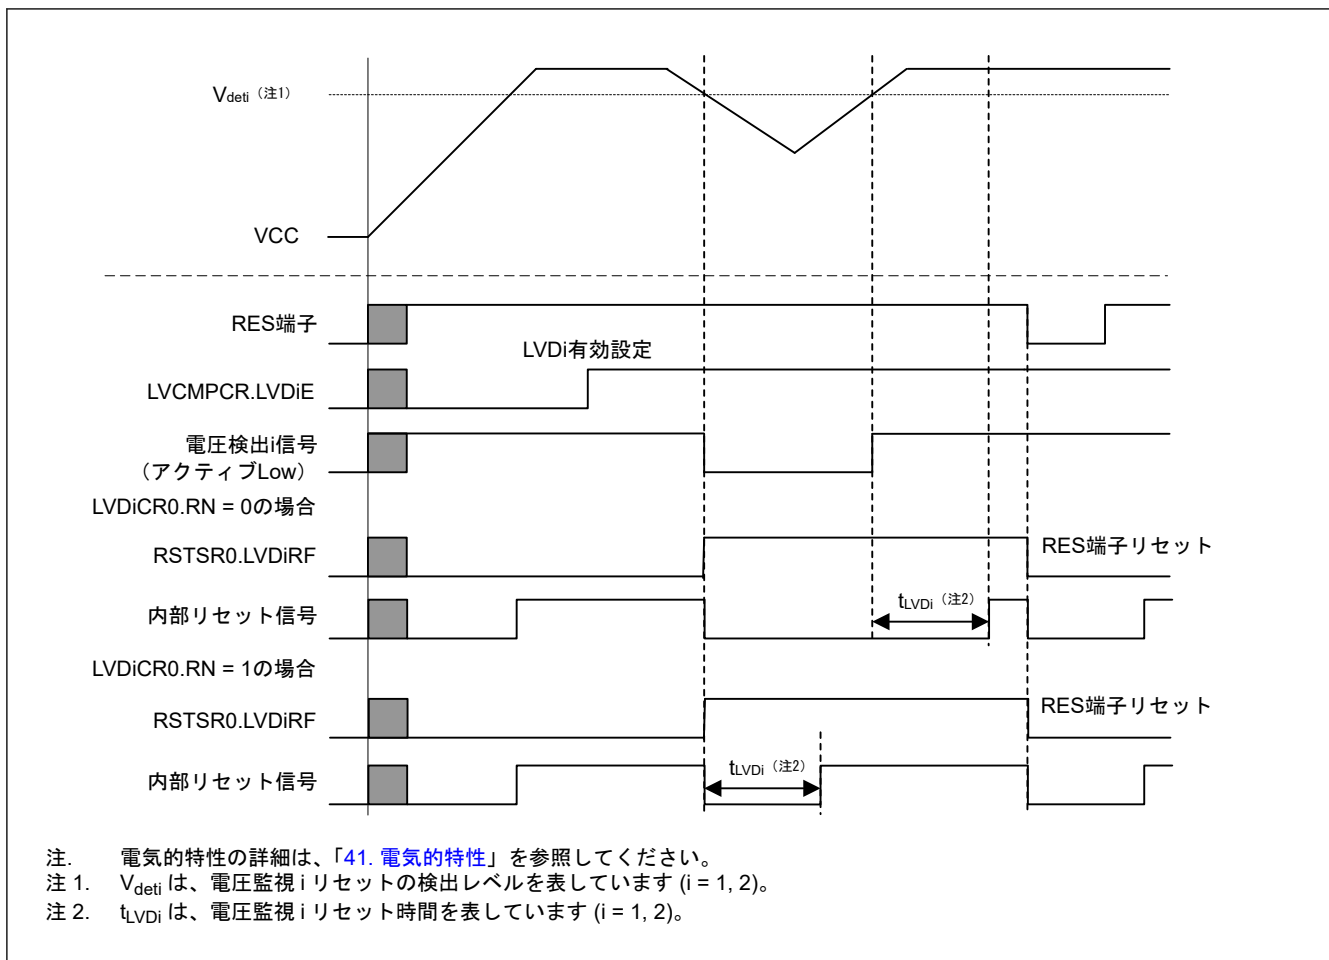 Vdeti（注1）
VCC
RES端子
LVDi有効設定
LVCMPCR.LVDiE
電圧検出i信号
（アクティブLow）
LVDiCR0.RN = 0の場合
RSTSR0.LVDiRF
RES端子リセット
tLVDi（注2）
内部リセット信号
LVDiCR0.RN = 1の場合
RSTSR0.LVDiRF
RES端子リセット
tLVDi（注2）
内部リセット信号
注. 電気的特性の詳細は、「41. 電気的特性」を参照してください。
注 1. Vdeti は、電圧監視 i リセットの検出レベルを表しています (i = 1, 2)。
注 2. tLVDi は、電圧監視 i リセット時間を表しています (i = 1, 2)。